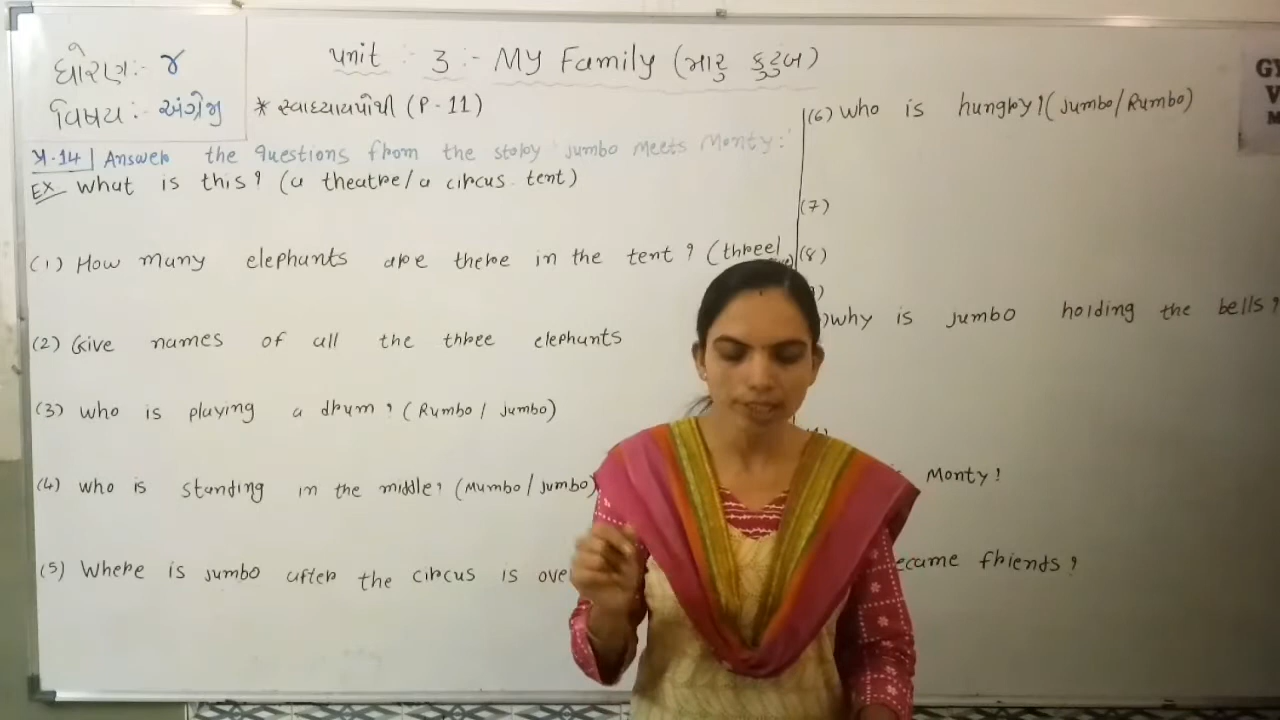 ધોરણ:- ૪
વિષય:- અંગ્રેજી
Unit :- 3 :- My Family (મારુ કુટુંબ)
* સ્વાધ્યાયપોથી (P-11)
પ્ર.14 Answer the questions from the story Jumbo meets Monty:
Ex What is this? (a theatre/a circus tent)
(1) How many elephants are there in the tent? (three/
(2) Give names of all the three elephants
(3) Who is playing a drum? (Rumbo / Jumbo)
(4) Who is standing in the middle? (Mumbo / Jumbo)
(5) Where is Jumbo after the circus is
(6) Who is hungry? (Jumbo/Rumbo)
(7)
(8)
Why is Jumbo holding the bells?
Monty?
friends?